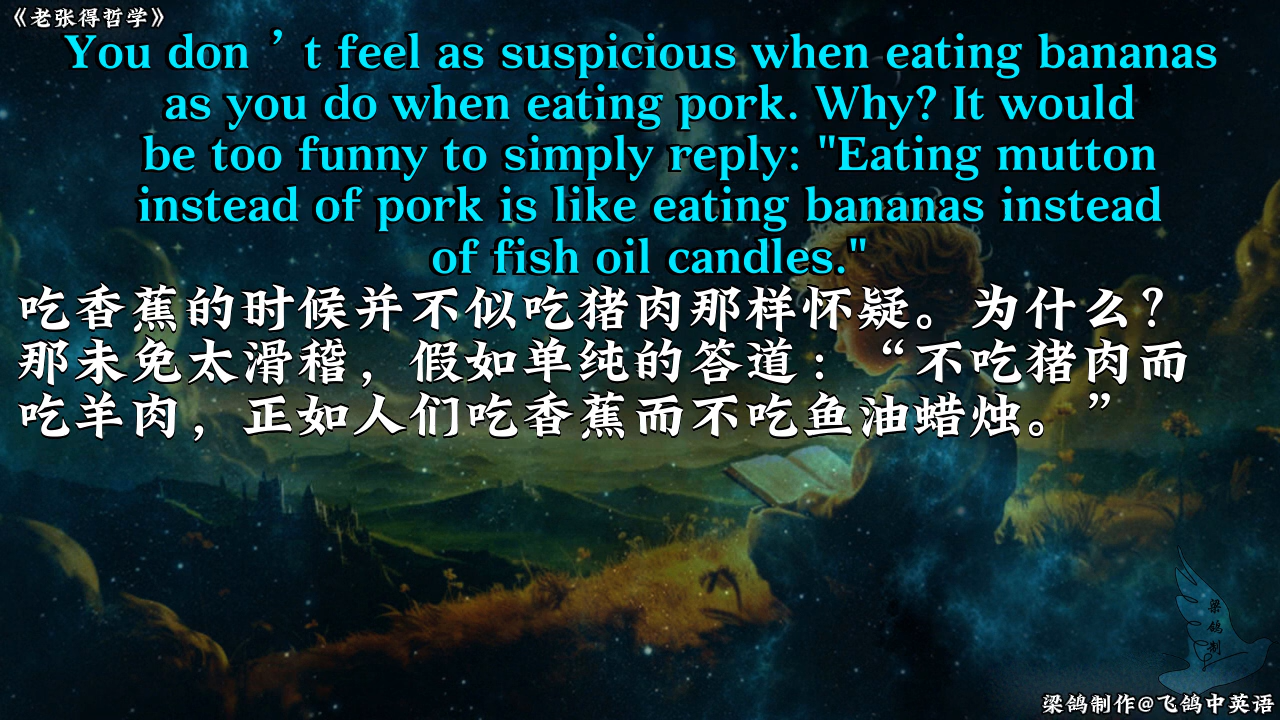 《老张得哲学》
You don ’ t feel as suspicious when eating bananas
as you do when eating pork. Why? It would
be too funny to simply reply: "Eating mutton
instead of pork is like eating bananas instead
of fish oil candles."
吃香蕉的时候并不似吃猪肉那样怀疑。为什么？
那未免太滑稽，假如单纯的答道：“不吃猪肉而
吃羊肉，正如人们吃香蕉而不吃鱼油蜡烛。”
梁鸽制
梁鸽制作@飞鸽中英语